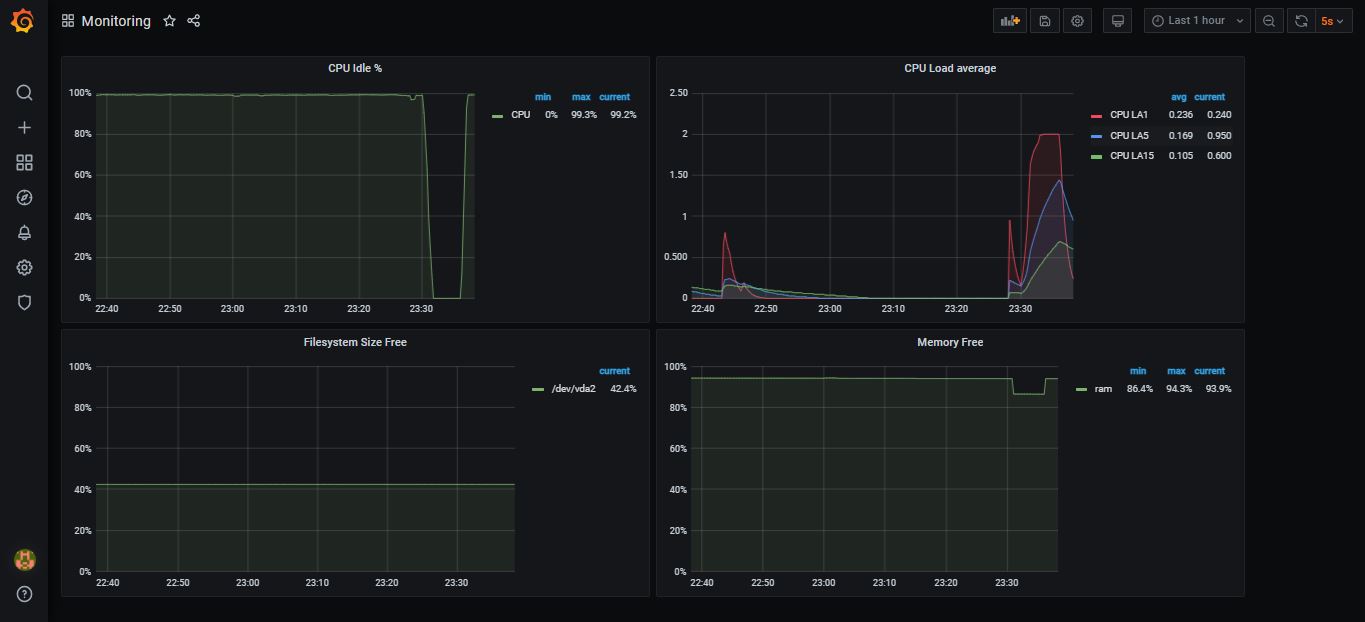 Monitoring
Last 1 hour
5s
CPU Idle %
100%
80%
60%
40%
20%
0%
22:40 22:50 23:00 23:10 23:20 23:30
min max current
CPU 0% 99.3% 99.2%
CPU Load average
2.50
2
1.50
1
0.500
0
22:40 22:50 23:00 23:10 23:20 23:30
avg current
CPU LA1 0.236 0.240
CPU LA5 0.169 0.950
CPU LA15 0.105 0.600
Filesystem Size Free
100%
80%
60%
40%
20%
0%
22:40 22:50 23:00 23:10 23:20 23:30
current
/dev/vda2 42.4%
Memory Free
100%
80%
60%
40%
20%
0%
22:40 22:50 23:00 23:10 23:20 23:30
min max current
ram 86.4% 94.3% 93.9%